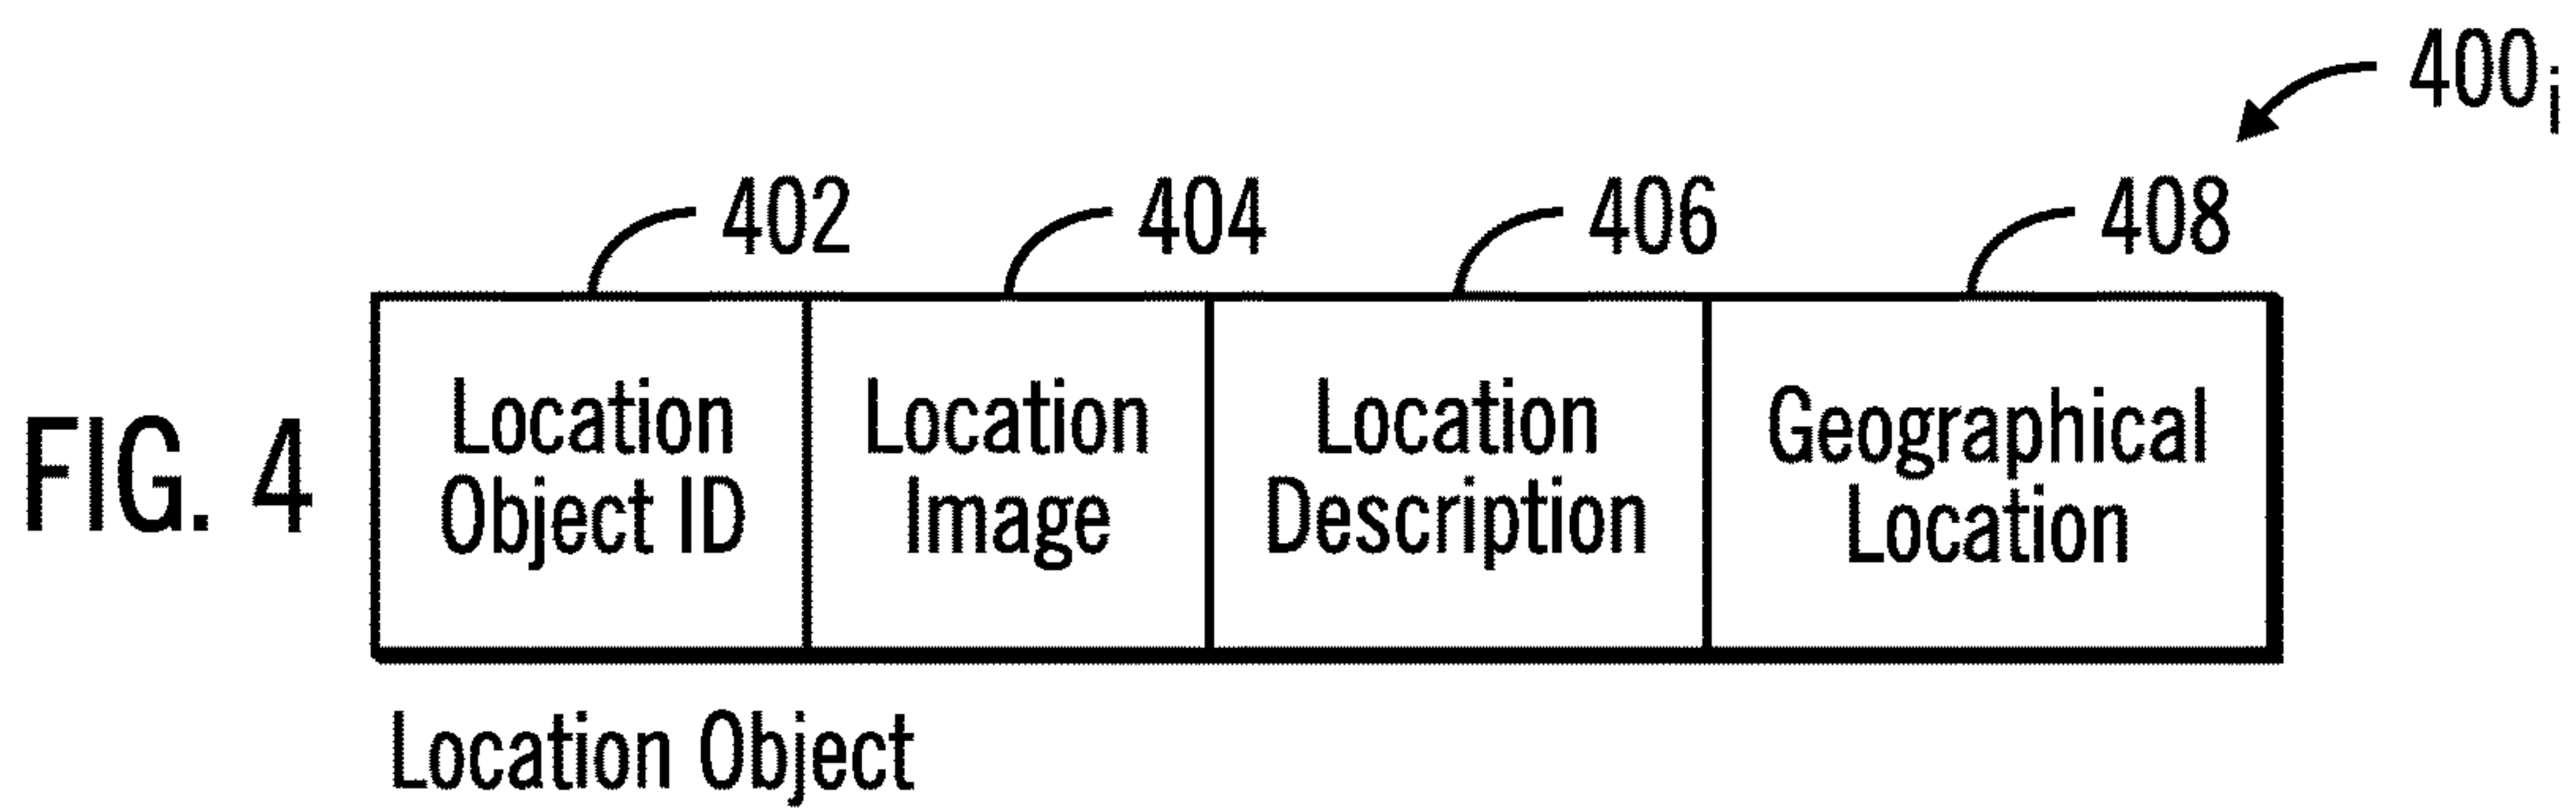 400i
402 404 406 408
FIG. 4
Location Object ID
Location Image
Location Description
Geographical Location
Location Object